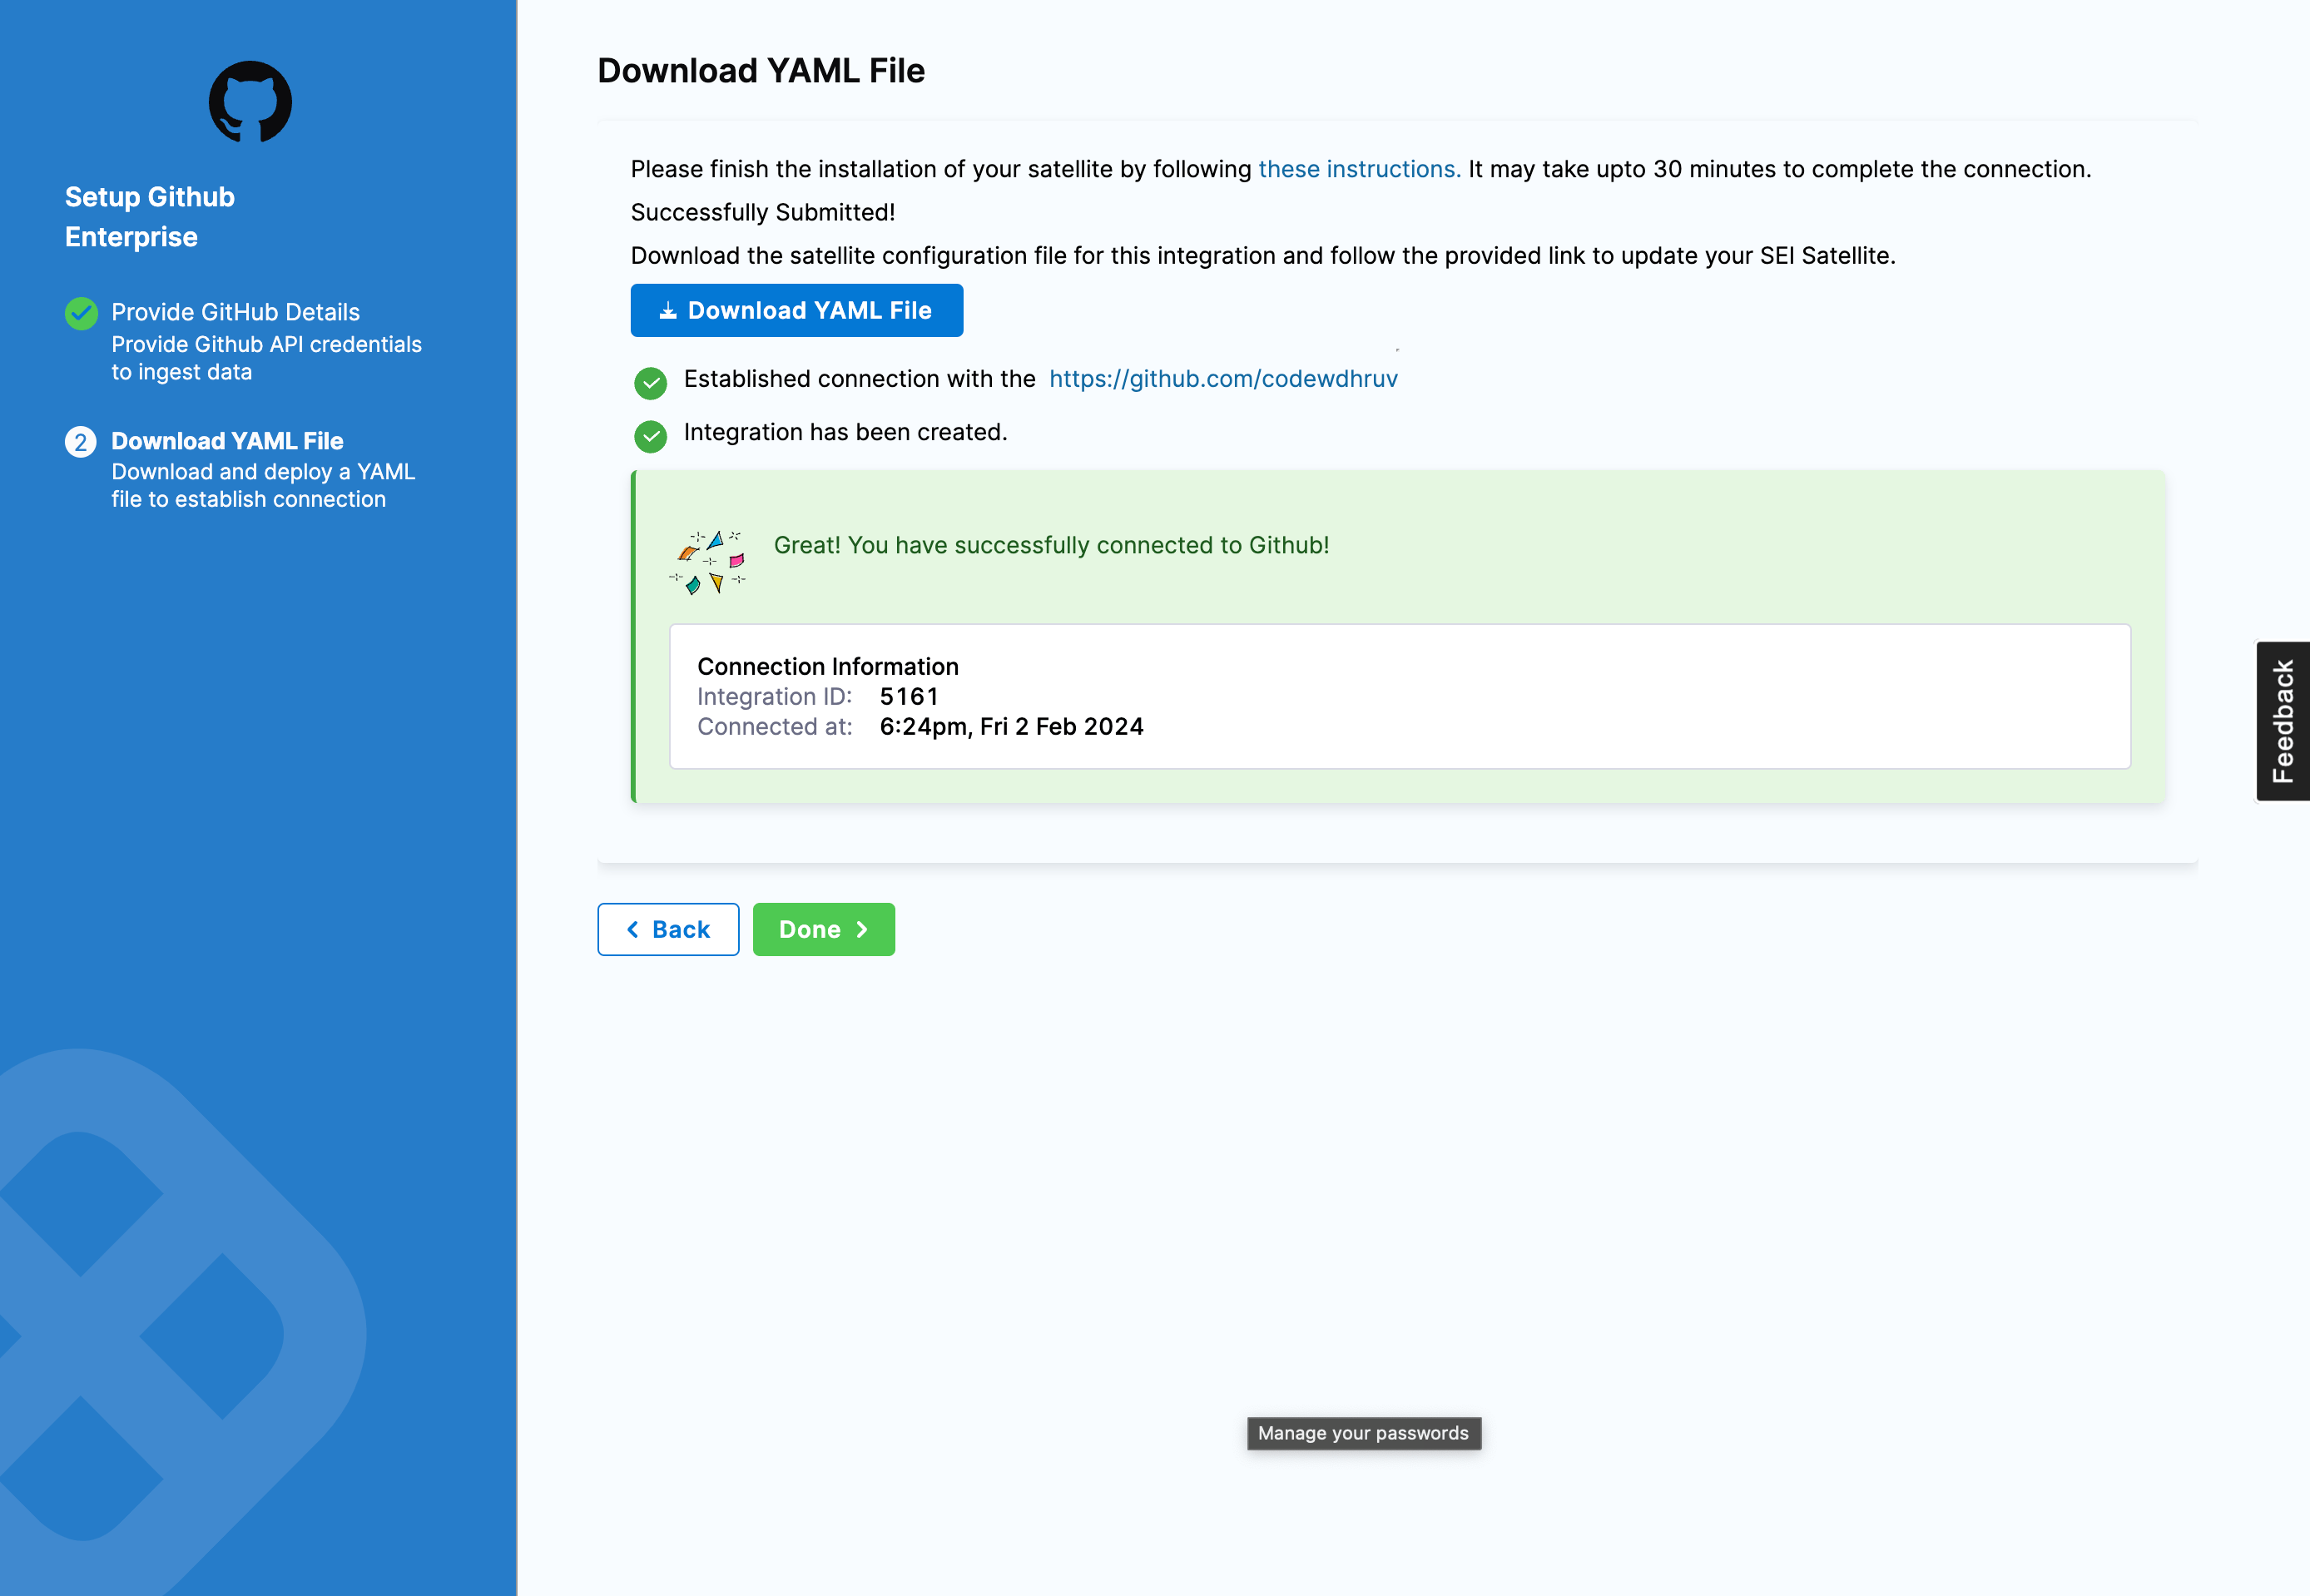 Setup Github
Enterprise
Provide GitHub Details
Provide Github API credentials
to ingest data
2
Download YAML File
Download and deploy a YAML
file to establish connection
Download YAML File
Please finish the installation of your satellite by following these instructions. It may take upto 30 minutes to complete the connection.
Successfully Submitted!
Download the satellite configuration file for this integration and follow the provided link to update your SEI Satellite.
Download YAML File
Established connection with the https://github.com/codewdhruv
Integration has been created.
Great! You have successfully connected to Github!
Connection Information
Integration ID: 5161
Connected at: 6:24pm, Fri 2 Feb 2024
Back
Done
Feedback
Manage your passwords